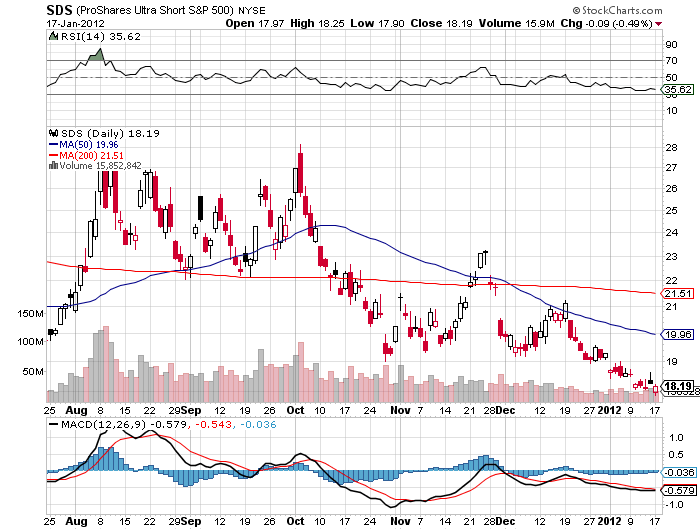 SDS (ProShares Ultra Short S&P 500) NYSE © StockCharts.com
17-Jan-2012 Open 17.97 High 18.25 Low 17.90 Close 18.19 Volume 15.9M Chg -0.09 (-0.49%)
RSI(14) 35.62
90
70
50
35.62
30
10
SDS (Daily) 18.19
MA(50) 19.96
MA(200) 21.51
Volume 15,852,842
28
27
26
25
24
23
22
21.51
21
19.96
19
18.19
150M
100M
50M
25 Aug 8 15 22 29 Sep 12 19 26 Oct 10 17 24 Nov 7 14 21 28 Dec 12 19 27 2012 9 17
MACD(12,26,9) -0.579, -0.543, -0.036
1.0
0.5
-0.036
-0.579
-1.0
25 Aug 8 15 22 29 Sep 12 19 26 Oct 10 17 24 Nov 7 14 21 28 Dec 12 19 27 2012 9 17